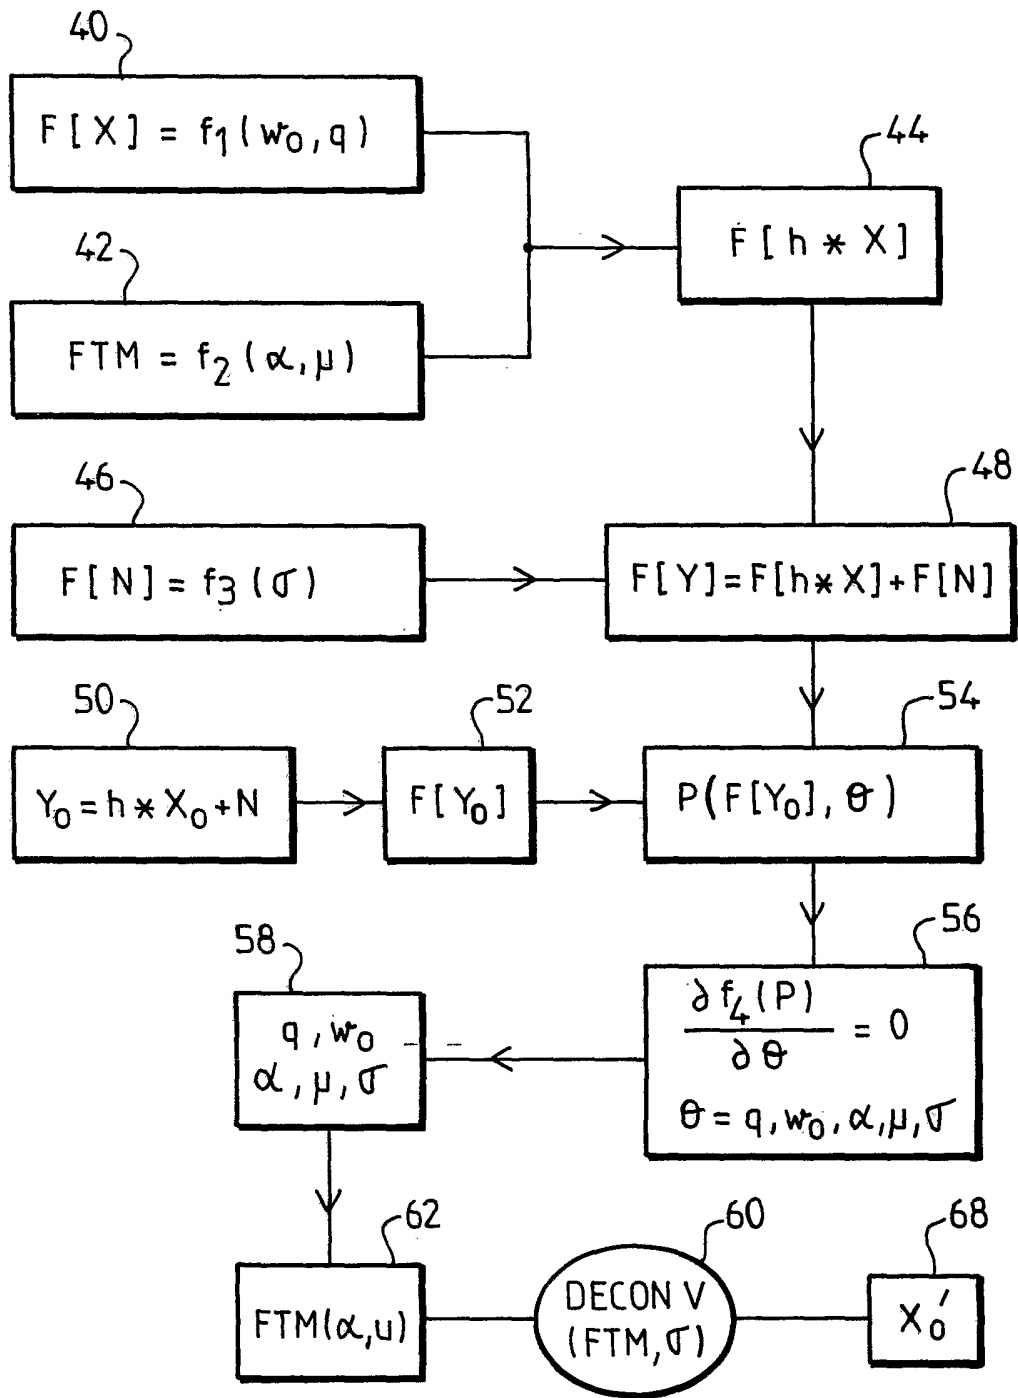 40
F[X] = f1(w0, q)
44
F[h * X]
42
FTM = f2(α, μ)
46
F[N] = f3(σ)
48
F[Y]=F[h*X]+F[N]
50
Y0=h*X0+N
52
F[Y0]
54
P(F[Y0], θ)
56
∂f4(P)
∂θ
= 0
θ=q,w0,α,μ,σ
58
q, w0
α, μ, σ
62
FTM(α,u)
60
DECON V
(FTM,σ)
68
X0′